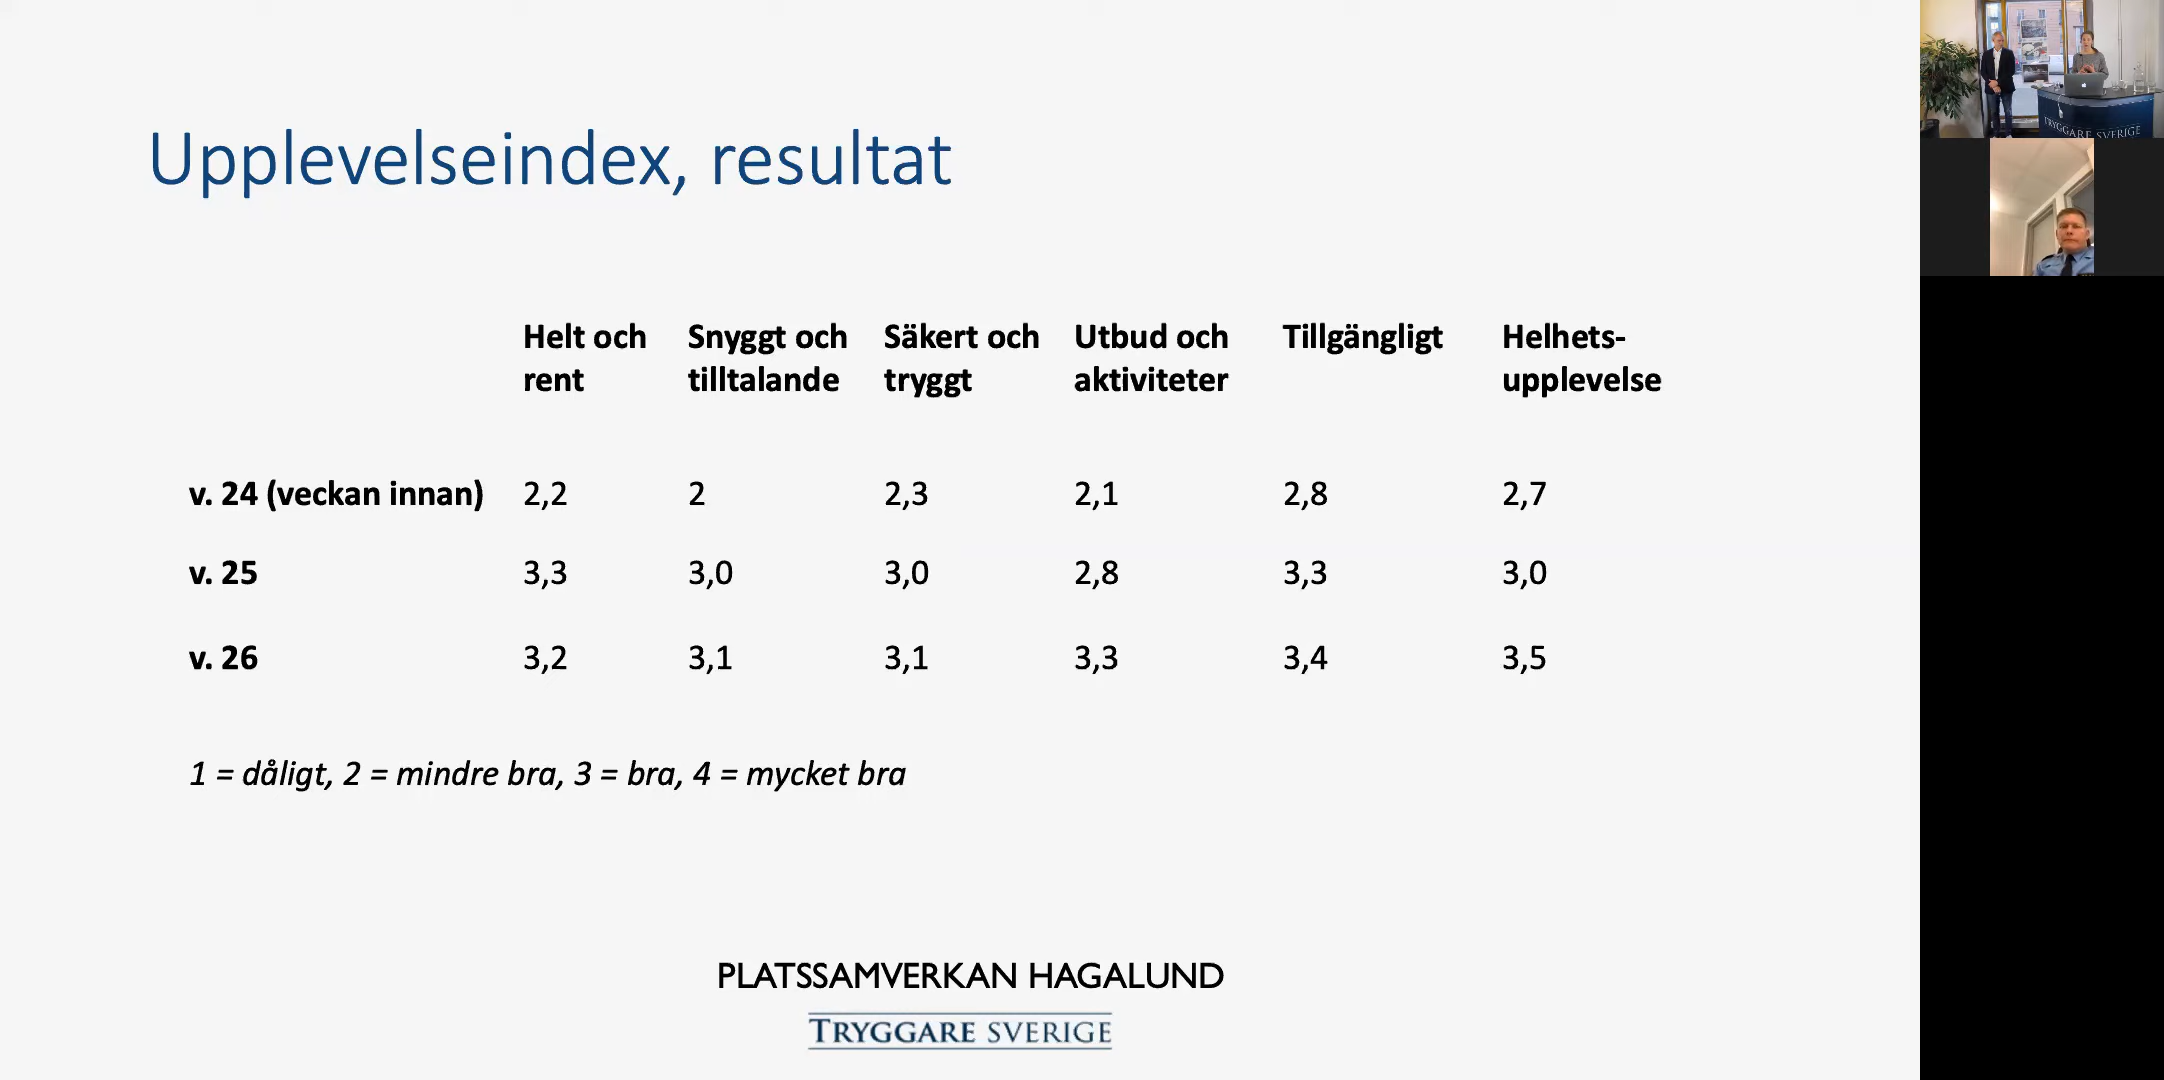 Upplevelseindex, resultat
Helt och rent
Snyggt och tilltalande
Säkert och tryggt
Utbud och aktiviteter
Tillgängligt
Helhets-upplevelse
v. 24 (veckan innan) 2,2 2 2,3 2,1 2,8 2,7
v. 25 3,3 3,0 3,0 2,8 3,3 3,0
v. 26 3,2 3,1 3,1 3,3 3,4 3,5
1 = dåligt, 2 = mindre bra, 3 = bra, 4 = mycket bra
PLATSSAMVERKAN HAGALUND
TRYGGARE SVERIGE
TRYGGARE SVERIGE